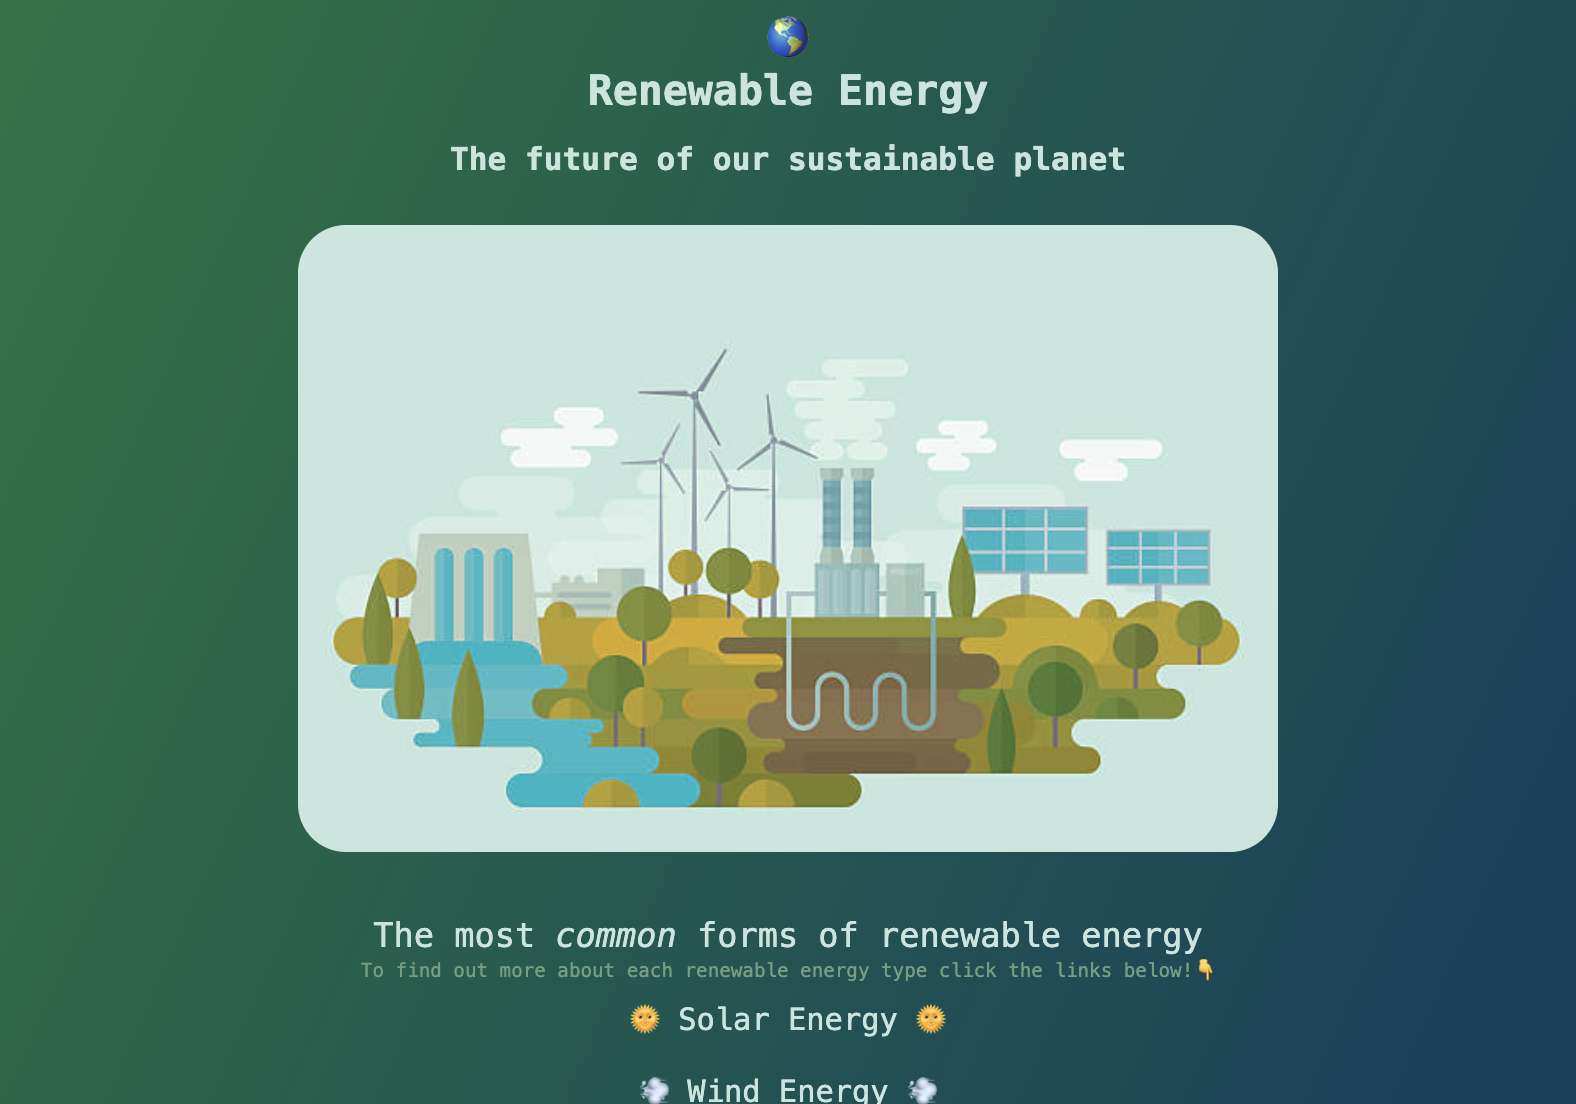 Renewable Energy
The future of our sustainable planet
The most common forms of renewable energy
To find out more about each renewable energy type click the links below!👇
🌞 Solar Energy 🌞
💨 Wind Energy 💨